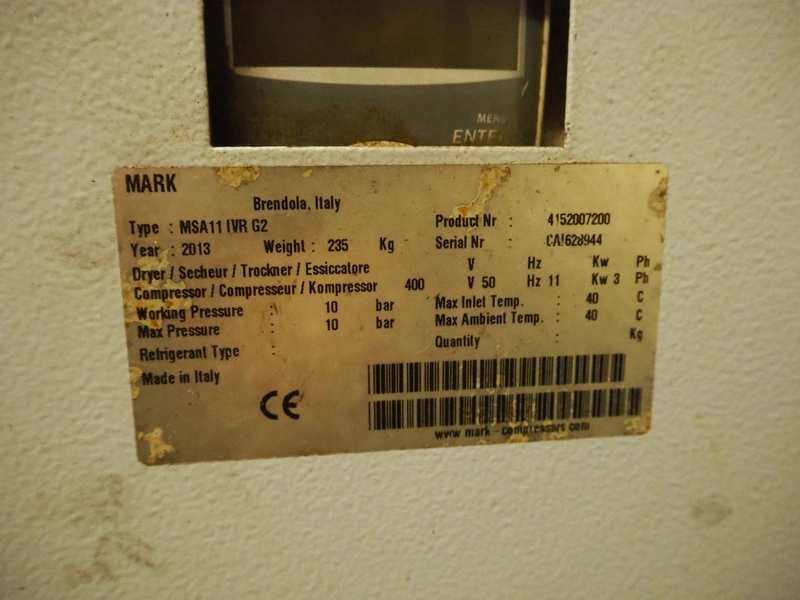 ENTER
MARK
Brendola, Italy
Type : MSA11 IVR G2
Product Nr : 4152007200
Year : 2013 Weight : 235 Kg
Serial Nr : CAI628944
Dryer / Secheur / Trockner / Essiccatore V Hz Kw Ph
Compressor / Compresseur / Kompressor 400 V 50 Hz 11 Kw 3 Ph
Working Pressure : 10 bar
Max Inlet Temp. : 40 C
Max Pressure : 10 bar
Max Ambient Temp. : 40 C
Refrigerant Type :
Quantity : Kg
Made in Italy
CE
www mark-compressors com